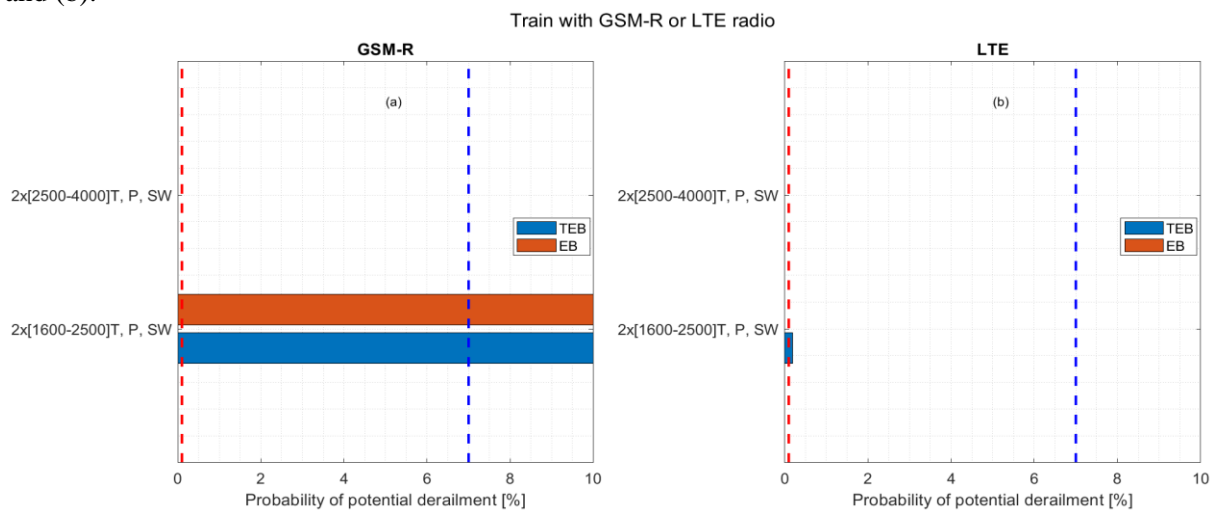 and (b).
Train with GSM-R or LTE radio
GSM-R
(a)
2x[2500-4000]T, P, SW
TEB
EB
2x[1600-2500]T, P, SW
0 2 4 6 8 10
Probability of potential derailment [%]
LTE
(b)
2x[2500-4000]T, P, SW
TEB
EB
2x[1600-2500]T, P, SW
0 2 4 6 8 10
Probability of potential derailment [%]